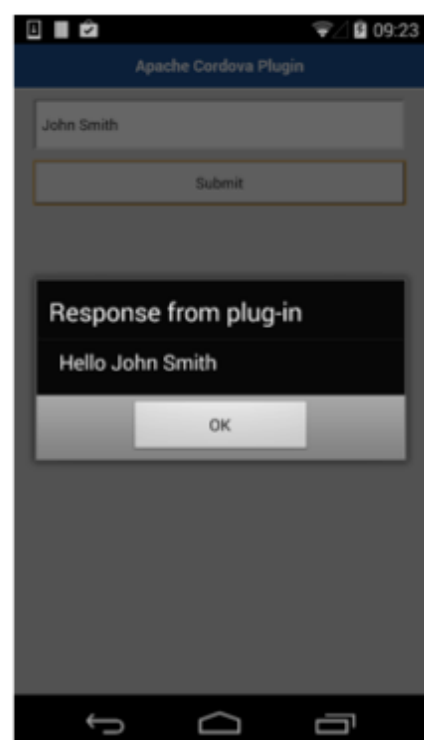 09:23
Apache Cordova Plugin
John Smith
Submit
Response from plug-in
Hello John Smith
OK